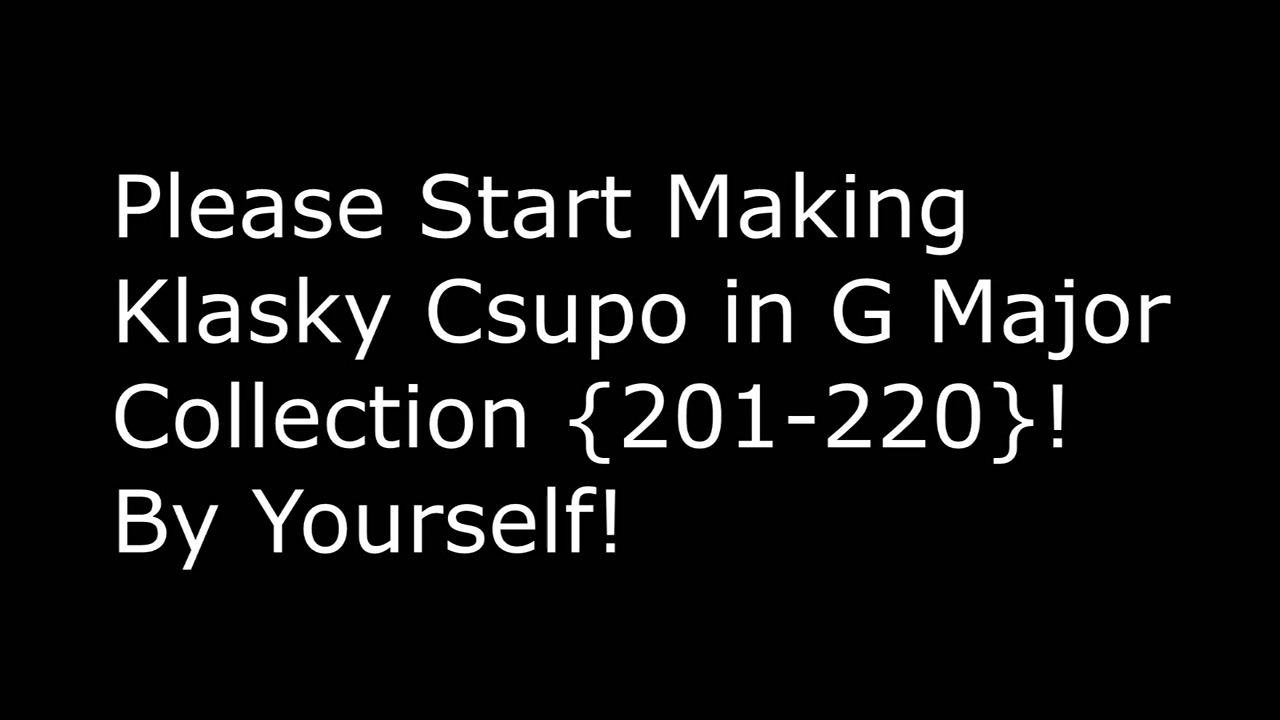 Please Start Making
Klasky Csupo in G Major
Collection {201-220}!
By Yourself!